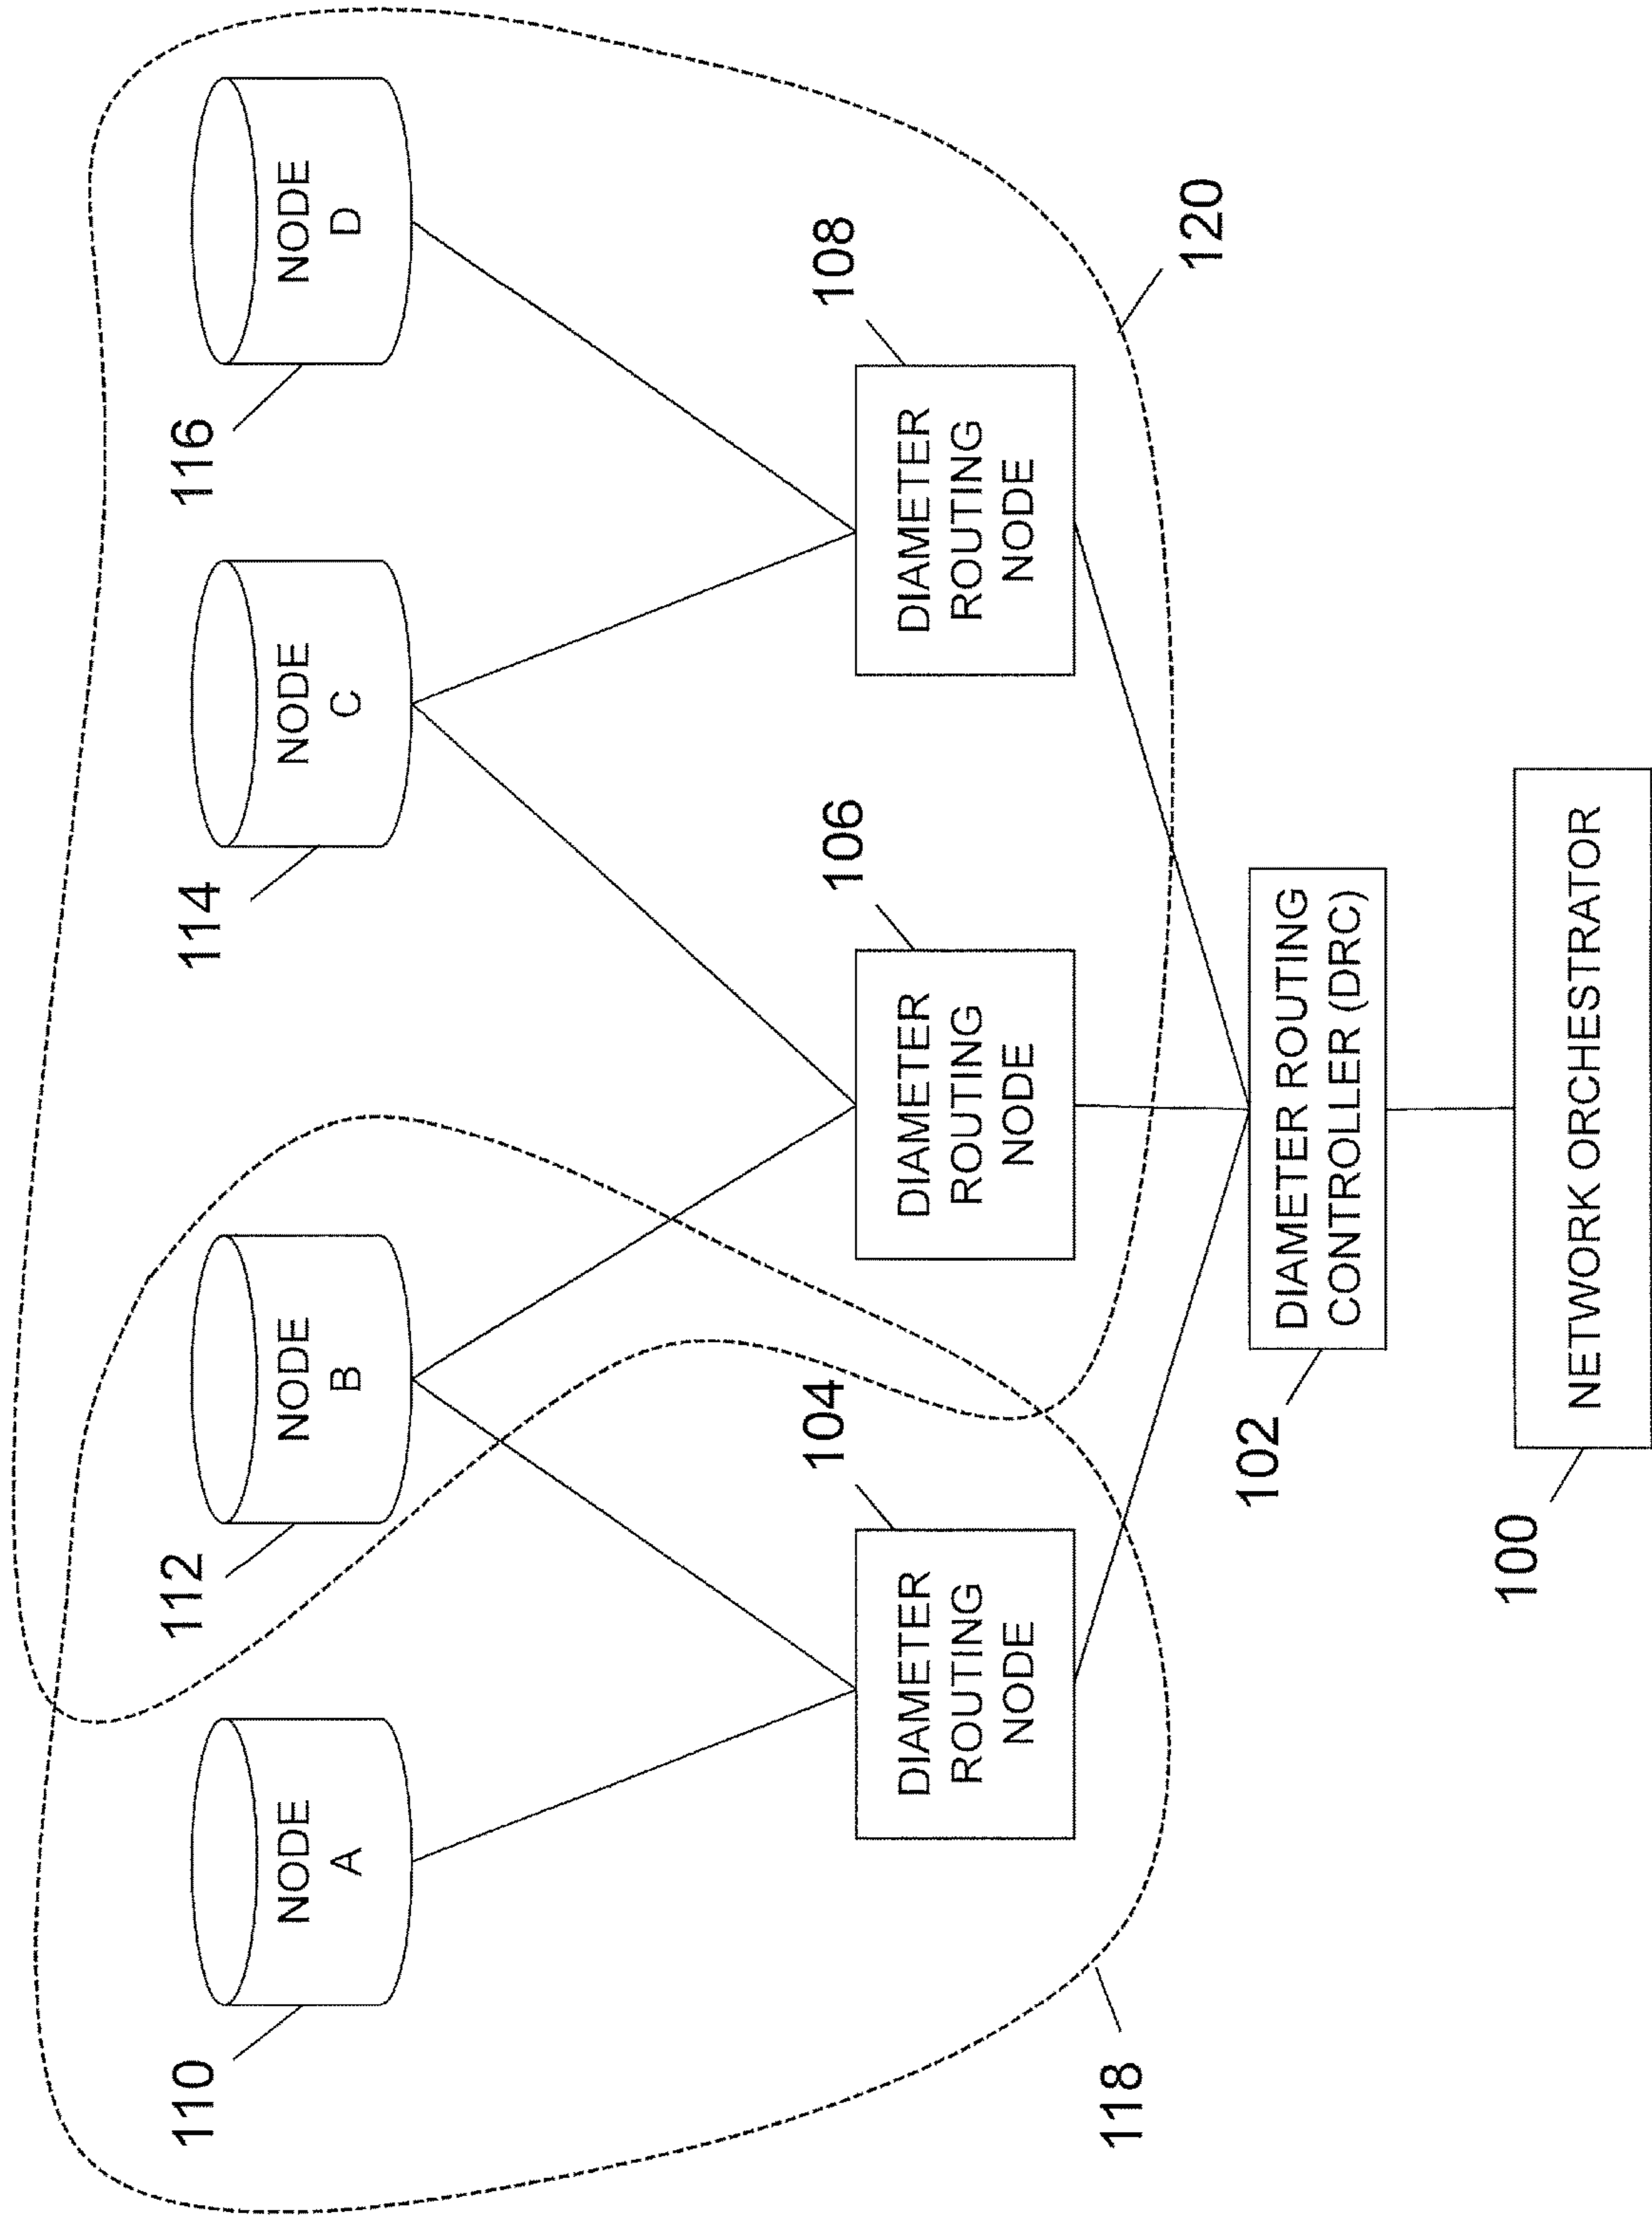 NODE
A
NODE
B
NODE
C
NODE
D
110
112
114
116
DIAMETER
ROUTING
NODE
DIAMETER
ROUTING
NODE
DIAMETER
ROUTING
NODE
104
106
108
118
120
DIAMETER ROUTING
CONTROLLER (DRC)
102
NETWORK ORCHESTRATOR
100